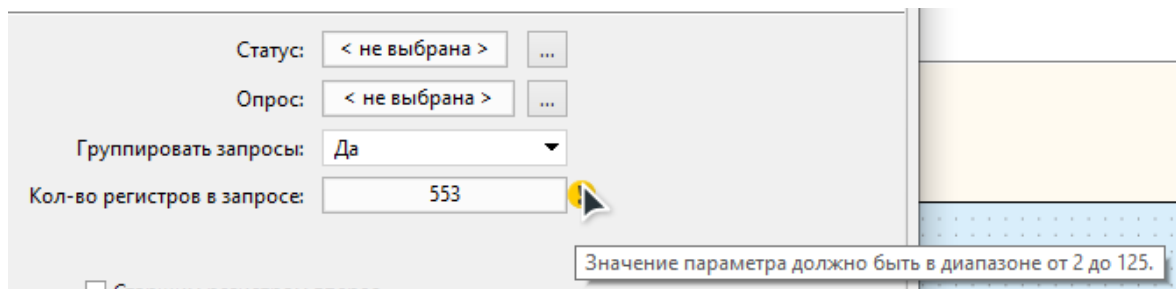 Статус: < не выбрана > ...
Опрос: < не выбрана > ...
Группировать запросы: Да
Кол-во регистров в запросе: 553 !
Значение параметра должно быть в диапазоне от 2 до 125.